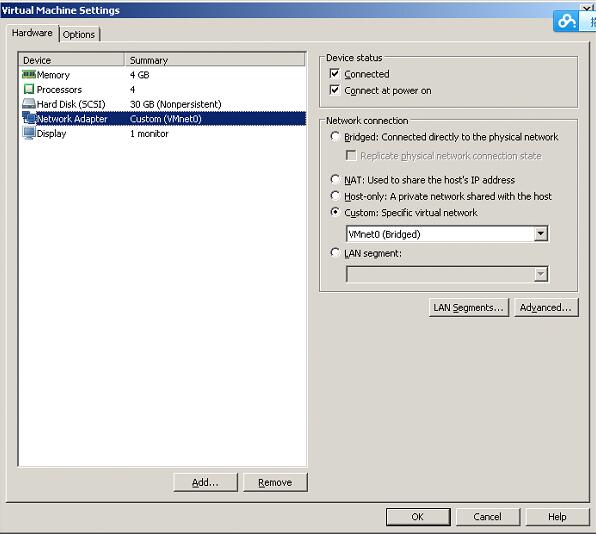 Virtual Machine Settings
Hardware
Options
Device Summary
Memory 4 GB
Processors 4
Hard Disk (SCSI) 30 GB (Nonpersistent)
Network Adapter Custom (VMnet0)
Display 1 monitor
Add...
Remove
Device status
Connected
Connect at power on
Network connection
Bridged: Connected directly to the physical network
Replicate physical network connection state
NAT: Used to share the host's IP address
Host-only: A private network shared with the host
Custom: Specific virtual network
VMnet0 (Bridged)
LAN segment:
LAN Segments...
Advanced...
OK
Cancel
Help